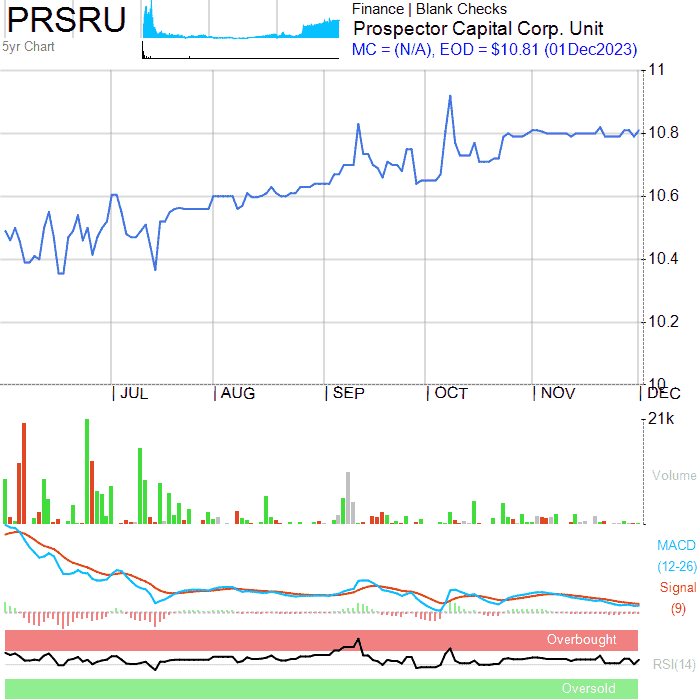 PRSRU
5yr Chart
Finance | Blank Checks
Prospector Capital Corp. Unit
MC = (N/A), EOD = $10.81 (01Dec2023)
11
10.8
10.6
10.4
10.2
10
JUL AUG SEP OCT NOV DEC
21k
Volume
MACD
(12-26)
Signal
(9)
Overbought
RSI(14)
Oversold